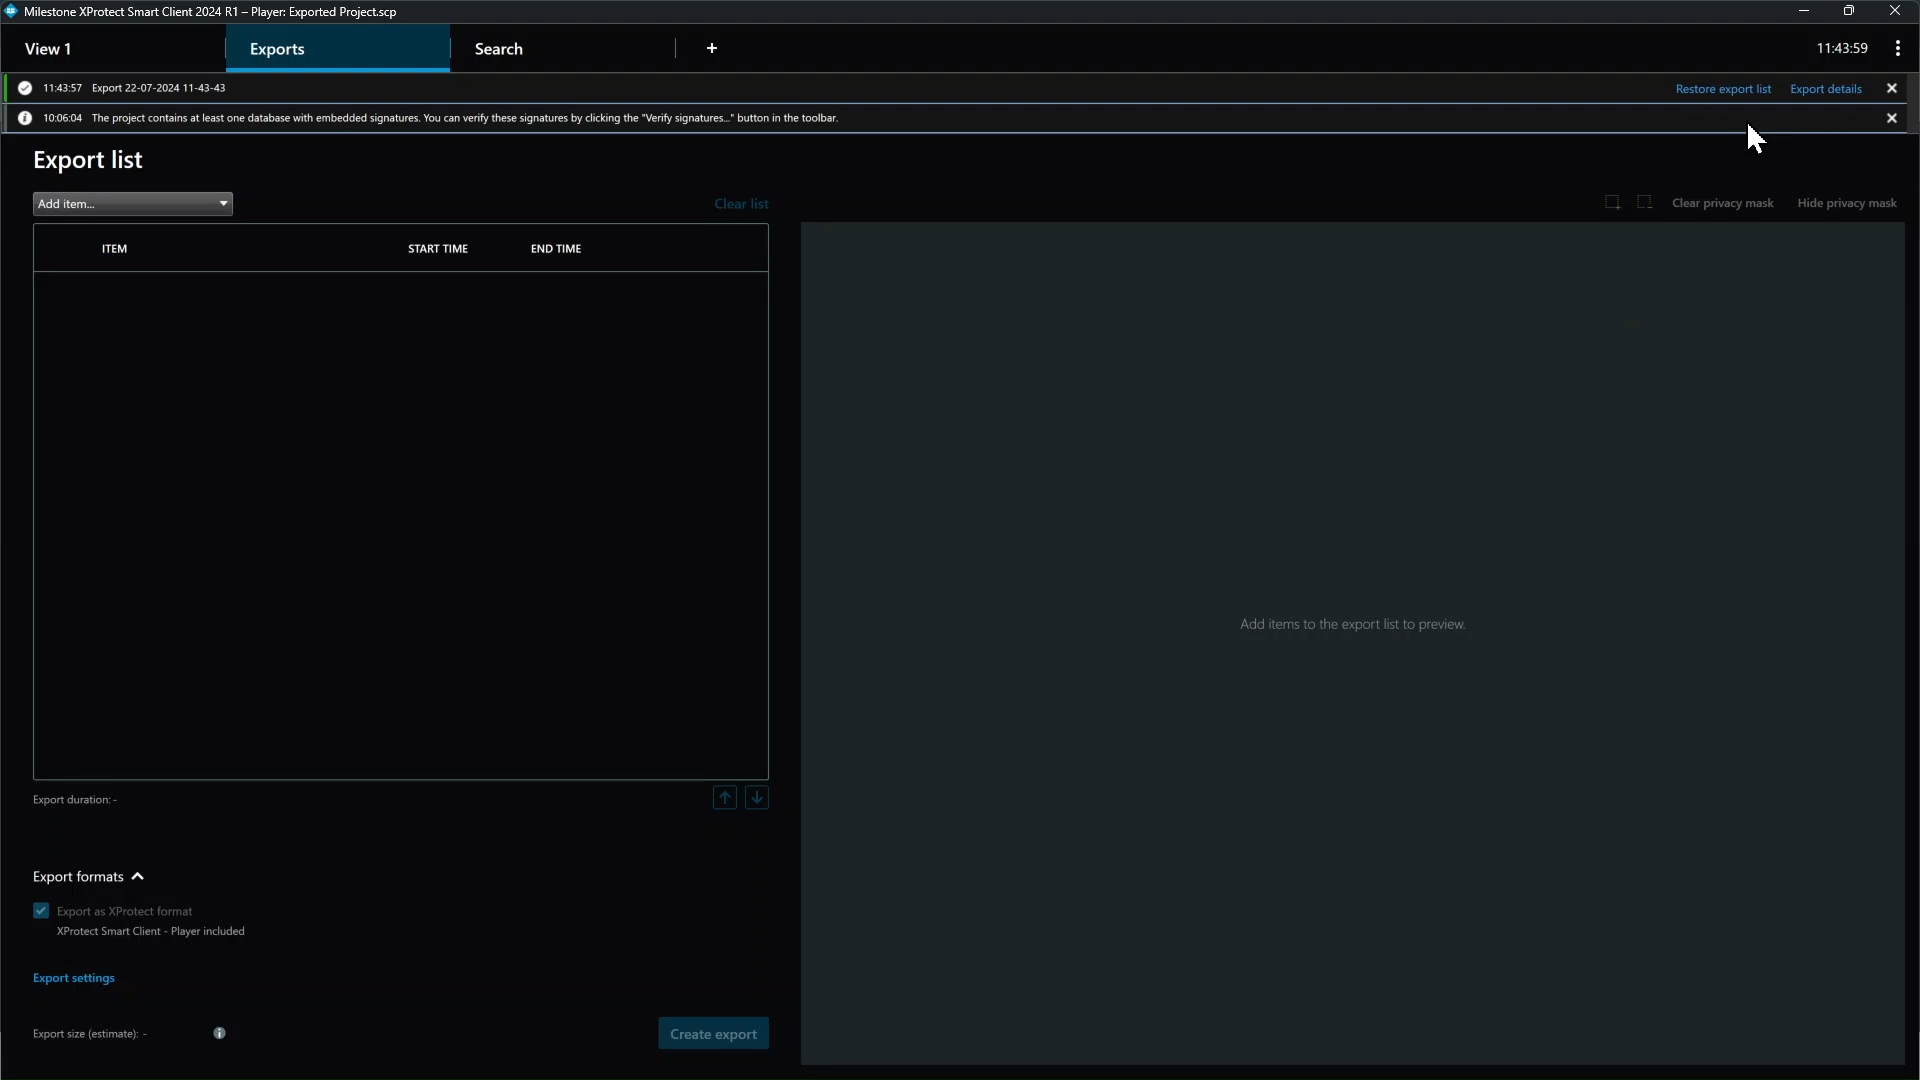 Milestone XProtect Smart Client 2024 R1 – Player: Exported Project.scp
View 1
Exports
Search
+
11:43:59
11:43:57 Export 22-07-2024 11-43-43
Restore export list
Export details
10:06:04 The project contains at least one database with embedded signatures. You can verify these signatures by clicking the "Verify signatures..." button in the toolbar.
Export list
Add item...
Clear list
Clear privacy mask
Hide privacy mask
ITEM
START TIME
END TIME
Add items to the export list to preview.
Export duration: -
Export formats
Export as XProtect format
XProtect Smart Client - Player included
Export settings
Export size (estimate): -
Create export